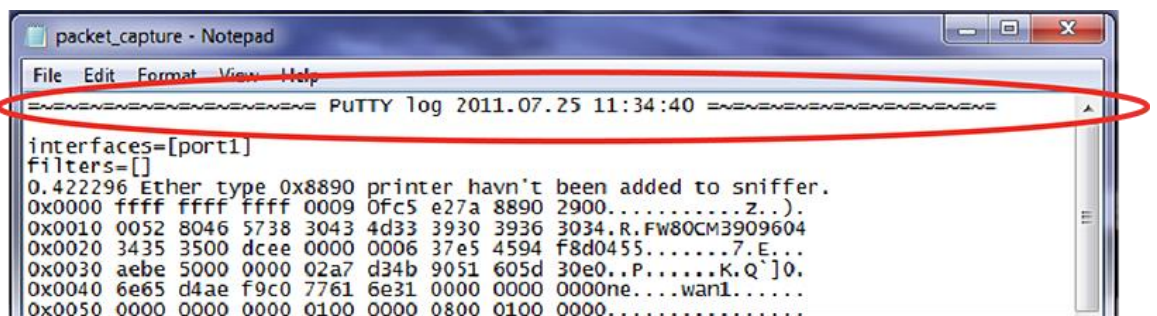 packet_capture - Notepad
File Edit Format View Help
=~=~=~=~=~=~=~=~=~=~=~= PuTTY log 2011.07.25 11:34:40 =~=~=~=~=~=~=~=~=~=~=~=
interfaces=[port1]
filters=[]
0.422296 Ether type 0x8890 printer havn't been added to sniffer.
0x0000 ffff ffff ffff 0009 0fc5 e27a 8890 2900...........z..).
0x0010 0052 8046 5738 3043 4d33 3930 3936 3034.R.FW80CM3909604
0x0020 3435 3500 dcee 0000 0006 37e5 4594 f8d0455.......7.E...
0x0030 aebe 5000 0000 02a7 d34b 9051 605d 30e0..P......K.Q`]0.
0x0040 6e65 d4ae f9c0 7761 6e31 0000 0000 0000ne....wan1......
0x0050 0000 0000 0000 0100 0000 0800 0100 0000................